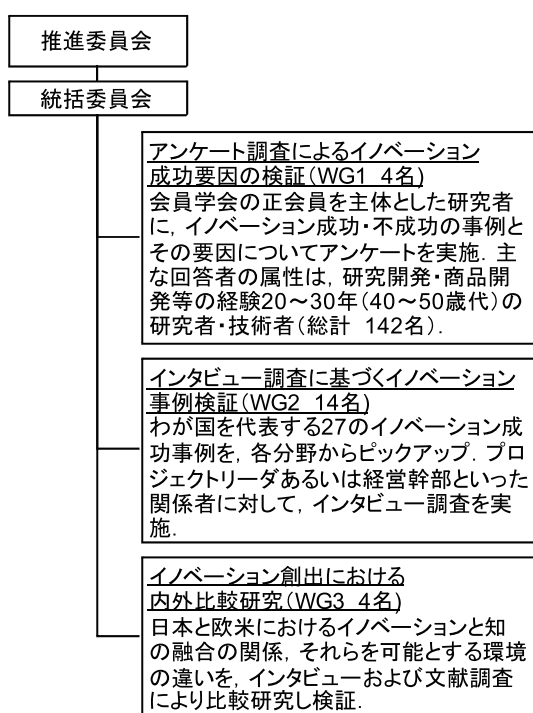 推進委員会
統括委員会
アンケート調査によるイノベーション
成功要因の検証(WG1 4名)
会員学会の正会員を主体とした研究者
に，イノベーション成功・不成功の事例と
その要因についてアンケートを実施．主
な回答者の属性は，研究開発・商品開
発等の経験20～30年(40～50歳代)の
研究者・技術者(総計 142名)．
インタビュー調査に基づくイノベーション
事例検証(WG2 14名)
わが国を代表する27のイノベーション成
功事例を，各分野からピックアップ．プロ
ジェクトリーダあるいは経営幹部といった
関係者に対して，インタビュー調査を実
施．
イノベーション創出における
内外比較研究(WG3 4名)
日本と欧米におけるイノベーションと知
の融合の関係，それらを可能とする環境
の違いを，インタビューおよび文献調査
により比較研究し検証．